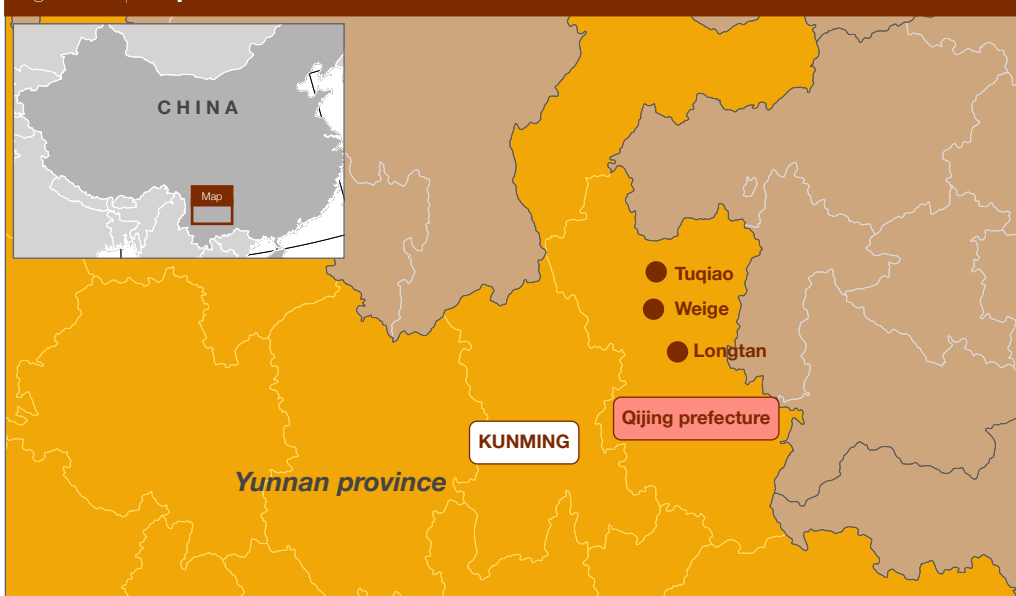 CHINA
Map
Tuqiao
Weige
Longtan
Qijing prefecture
KUNMING
Yunnan province